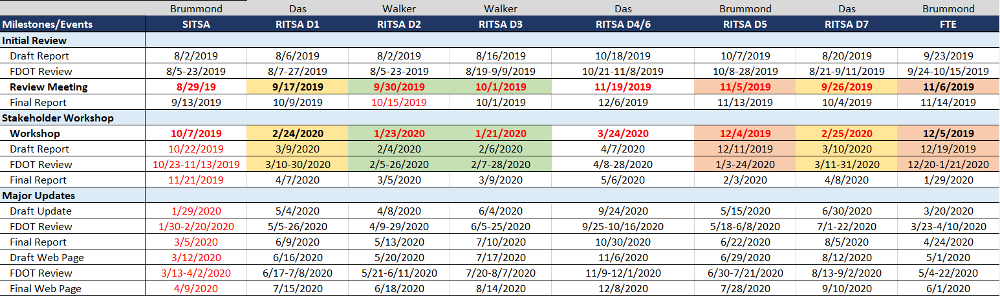 Brummond Das Walker Walker Das Brummond Das Brummond
Milestones/Events SITSA RITSA D1 RITSA D2 RITSA D3 RITSA D4/6 RITSA D5 RITSA D7 FTE
Initial Review
Draft Report 8/2/2019 8/6/2019 8/2/2019 8/16/2019 10/18/2019 10/7/2019 8/20/2019 9/23/2019
FDOT Review 8/5-23/2019 8/7-27/2019 8/5-23-2019 8/19-9/9/2019 10/21-11/8/2019 10/8-28/2019 8/21-9/11/2019 9/24-10/15/2019
Review Meeting 8/29/19 9/17/2019 9/30/2019 10/1/2019 11/19/2019 11/5/2019 9/26/2019 11/6/2019
Final Report 9/13/2019 10/9/2019 10/15/2019 10/1/2019 12/6/2019 11/13/2019 10/4/2019 11/14/2019
Stakeholder Workshop
Workshop 10/7/2019 2/24/2020 1/23/2020 1/21/2020 3/24/2020 12/4/2019 2/25/2020 12/5/2019
Draft Report 10/22/2019 3/9/2020 2/4/2020 2/6/2020 4/7/2020 12/11/2019 3/10/2020 12/19/2019
FDOT Review 10/23-11/13/2019 3/10-30/2020 2/5-26/2020 2/7-28/2020 4/8-28/2020 1/3-24/2020 3/11-31/2020 12/20-1/21/2020
Final Report 11/21/2019 4/7/2020 3/5/2020 3/9/2020 5/6/2020 2/3/2020 4/8/2020 1/29/2020
Major Updates
Draft Update 1/29/2020 5/4/2020 4/8/2020 6/4/2020 9/24/2020 5/15/2020 6/30/2020 3/20/2020
FDOT Review 1/30-2/20/2020 5/5-26/2020 4/9-29/2020 6/5-25/2020 9/25-10/16/2020 5/18-6/8/2020 7/1-22/2020 3/23-4/10/2020
Final Report 3/5/2020 6/9/2020 5/13/2020 7/10/2020 10/30/2020 6/22/2020 8/5/2020 4/24/2020
Draft Web Page 3/12/2020 6/16/2020 5/20/2020 7/17/2020 11/6/2020 6/29/2020 8/12/2020 5/1/2020
FDOT Review 3/13-4/2/2020 6/17-7/8/2020 5/21-6/11/2020 7/20-8/7/2020 11/9-12/1/2020 6/30-7/21/2020 8/13-9/2/2020 5/4-22/2020
Final Web Page 4/9/2020 7/15/2020 6/18/2020 8/14/2020 12/8/2020 7/28/2020 9/10/2020 6/1/2020